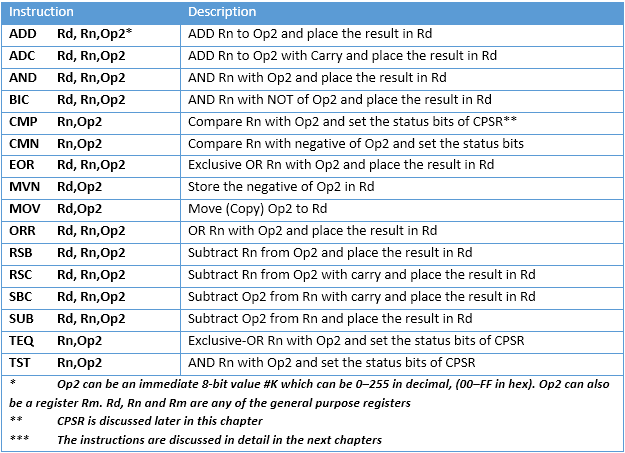 Instruction Description
ADD Rd, Rn,Op2* ADD Rn to Op2 and place the result in Rd
ADC Rd, Rn,Op2 ADD Rn to Op2 with Carry and place the result in Rd
AND Rd, Rn,Op2 AND Rn with Op2 and place the result in Rd
BIC Rd, Rn,Op2 AND Rn with NOT of Op2 and place the result in Rd
CMP Rn,Op2 Compare Rn with Op2 and set the status bits of CPSR**
CMN Rn,Op2 Compare Rn with negative of Op2 and set the status bits
EOR Rd, Rn,Op2 Exclusive OR Rn with Op2 and place the result in Rd
MVN Rd,Op2 Store the negative of Op2 in Rd
MOV Rd,Op2 Move (Copy) Op2 to Rd
ORR Rd, Rn,Op2 OR Rn with Op2 and place the result in Rd
RSB Rd, Rn,Op2 Subtract Rn from Op2 and place the result in Rd
RSC Rd, Rn,Op2 Subtract Rn from Op2 with carry and place the result in Rd
SBC Rd, Rn,Op2 Subtract Op2 from Rn with carry and place the result in Rd
SUB Rd, Rn,Op2 Subtract Op2 from Rn and place the result in Rd
TEQ Rn,Op2 Exclusive-OR Rn with Op2 and set the status bits of CPSR
TST Rn,Op2 AND Rn with Op2 and set the status bits of CPSR
* Op2 can be an immediate 8-bit value #K which can be 0–255 in decimal, (00–FF in hex). Op2 can also
be a register Rm. Rd, Rn and Rm are any of the general purpose registers
** CPSR is discussed later in this chapter
*** The instructions are discussed in detail in the next chapters